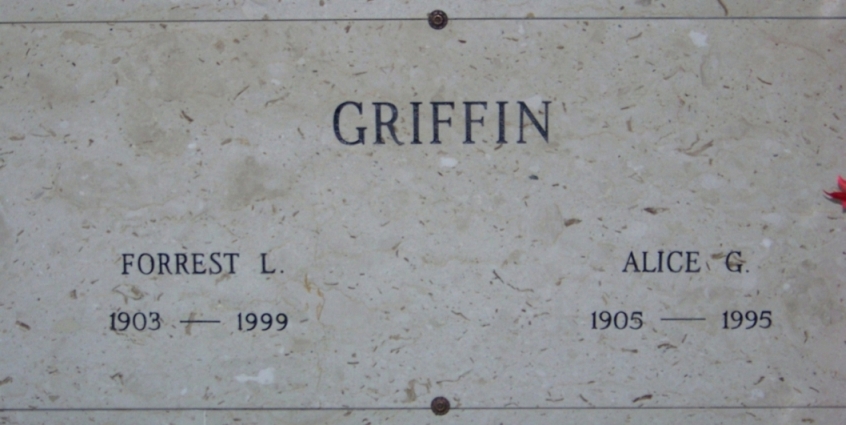 GRIFFIN
FORREST L. ALICE G.
1903 — 1999 1905 — 1995